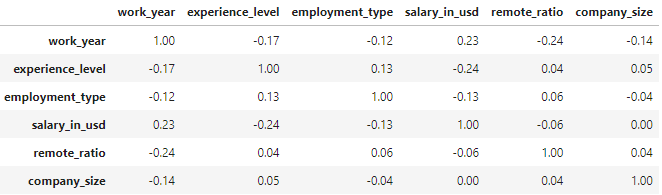 work_year experience_level employment_type salary_in_usd remote_ratio company_size
work_year 1.00 -0.17 -0.12 0.23 -0.24 -0.14
experience_level -0.17 1.00 0.13 -0.24 0.04 0.05
employment_type -0.12 0.13 1.00 -0.13 0.06 -0.04
salary_in_usd 0.23 -0.24 -0.13 1.00 -0.06 0.00
remote_ratio -0.24 0.04 0.06 -0.06 1.00 0.04
company_size -0.14 0.05 -0.04 0.00 0.04 1.00